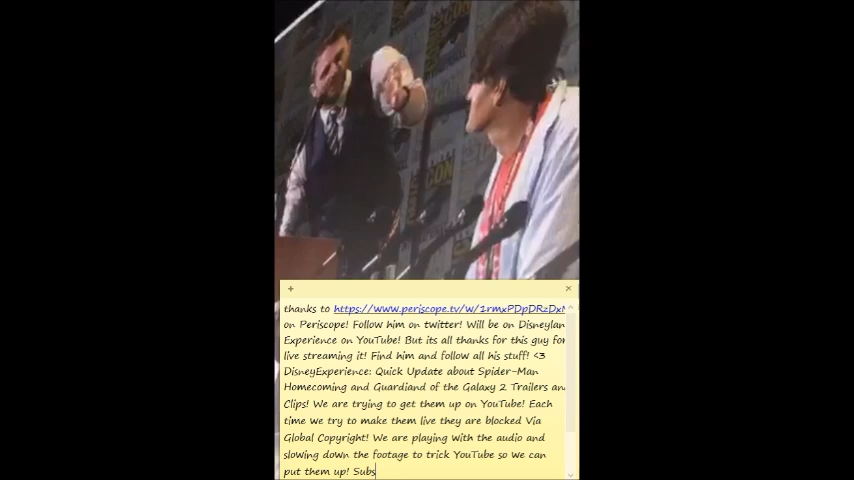 CON
CON
thanks to https://www.periscope.tv/w/1rmxPDpDRzDxN
on Periscope! Follow him on twitter! Will be on Disneylan
Experience on YouTube! But its all thanks for this guy for
live streaming it! Find him and follow all his stuff! <3
DisneyExperience: Quick Update about Spider-Man
Homecoming and Guardiand of the Galaxy 2 Trailers an
Clips! We are trying to get them up on YouTube! Each
time we try to make them live they are blocked Via
Global Copyright! We are playing with the audio and
slowing down the footage to trick YouTube so we can
put them up! Subs